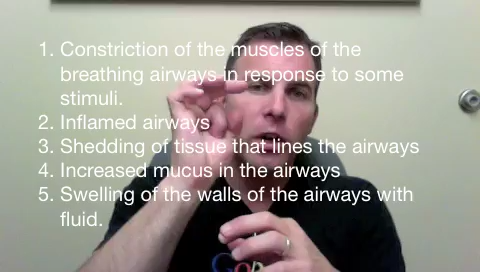 1. Constriction of the muscles of the
breathing airways in response to some
stimuli.
2. Inflamed airways
3. Shedding of tissue that lines the airways
4. Increased mucus in the airways
5. Swelling of the walls of the airways with
fluid.